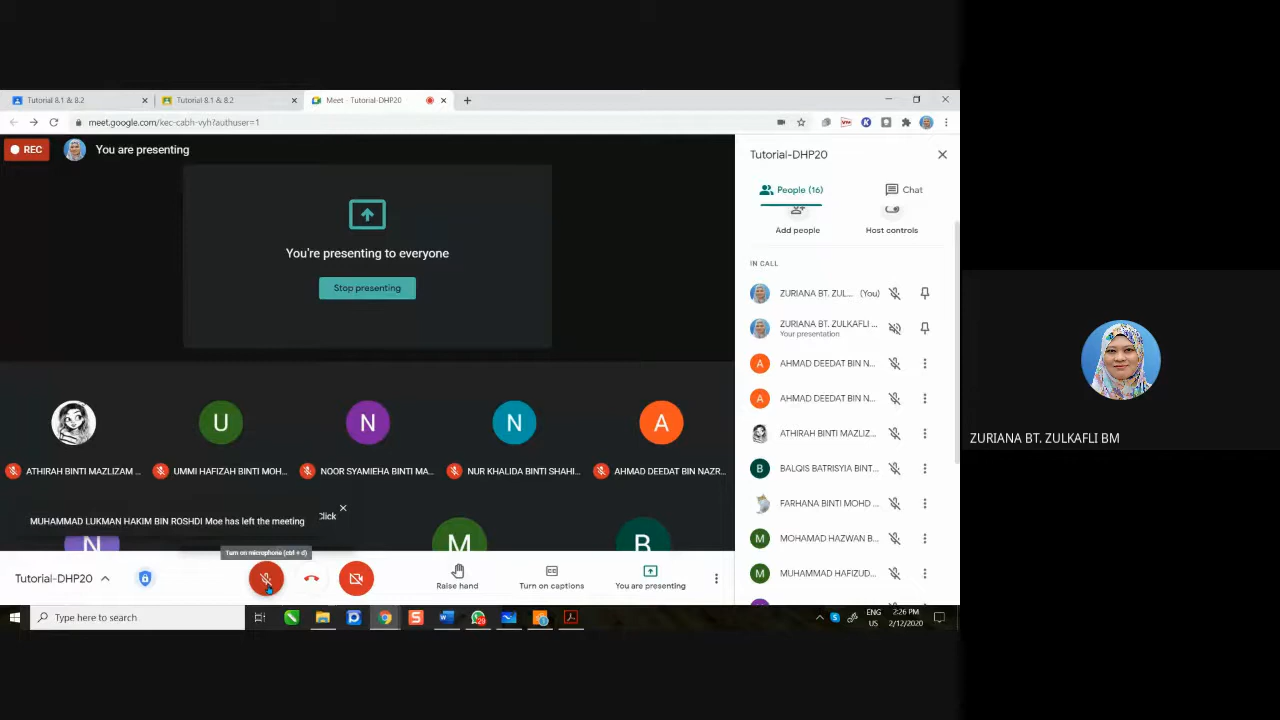 Tutorial 8.1 & 8.2
Tutorial 8.1 & 8.2
Meet - Tutorial-DHP20
meet.google.com/kec-cabh-vyh?authuser=1
REC
You are presenting
You're presenting to everyone
Stop presenting
ATHIRAH BINTI MAZLIZAM ...
U
UMMI HAFIZAH BINTI MOH...
N
NOOR SYAMIEHA BINTI MA...
N
NUR KHALIDA BINTI SHAHI...
A
AHMAD DEEDAT BIN NAZR...
MUHAMMAD LUKMAN HAKIM BIN ROSHDI Moe has left the meeting
Click
N
M
B
Turn on microphone (ctrl + d)
Tutorial-DHP20
Raise hand
Turn on captions
You are presenting
Tutorial-DHP20
People (16)
Chat
Add people
Host controls
IN CALL
ZURIANA BT. ZUL... (You)
ZURIANA BT. ZULKAFLI ...
Your presentation
A
AHMAD DEEDAT BIN N...
A
AHMAD DEEDAT BIN N...
ATHIRAH BINTI MAZLIZ...
B
BALQIS BATRISYIA BINT...
FARHANA BINTI MOHD ...
M
MOHAMAD HAZWAN B...
M
MUHAMMAD HAFIZUD...
Type here to search
29
ENG
US
2:26 PM
2/12/2020
ZURIANA BT. ZULKAFLI BM